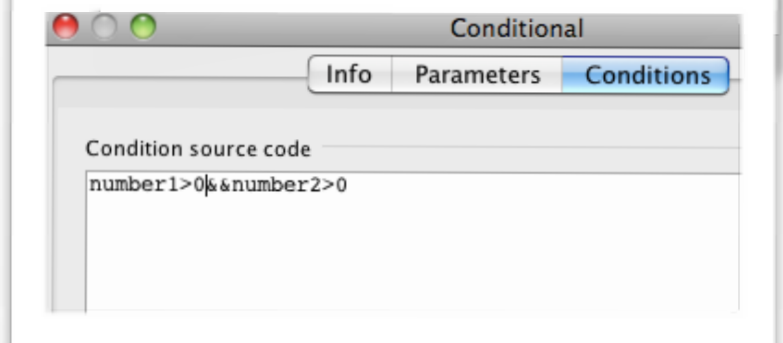 Conditional
Info Parameters Conditions
Condition source code
number1>0&&number2>0